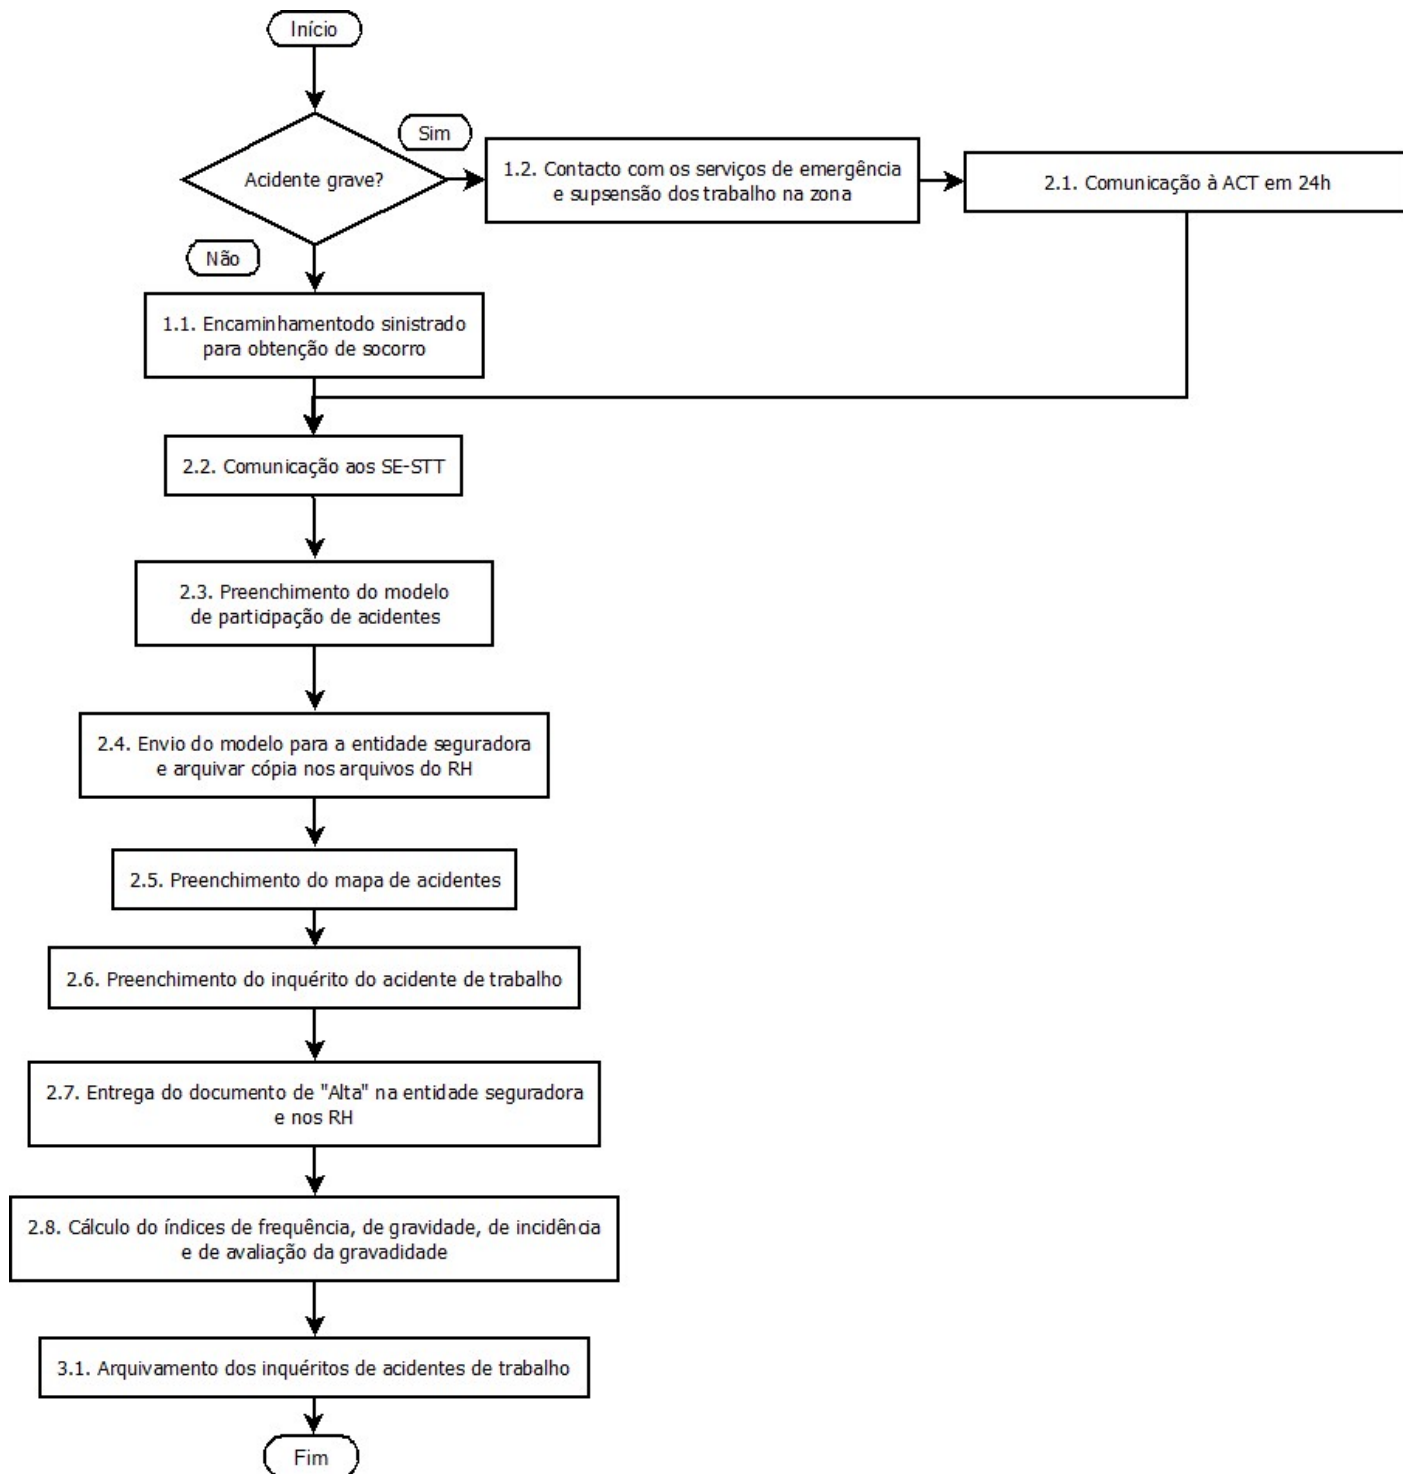 Início
Sim
Acidente grave?
1.2. Contacto com os serviços de emergência
e supsensão dos trabalho na zona
2.1. Comunicação à ACT em 24h
Não
1.1. Encaminhamentodo sinistrado
para obtenção de socorro
2.2. Comunicação aos SE-STT
2.3. Preenchimento do modelo
de participação de acidentes
2.4. Envio do modelo para a entidade seguradora
e arquivar cópia nos arquivos do RH
2.5. Preenchimento do mapa de acidentes
2.6. Preenchimento do inquérito do acidente de trabalho
2.7. Entrega do documento de "Alta" na entidade seguradora
e nos RH
2.8. Cálculo do índices de frequência, de gravidade, de incidência
e de avaliação da gravadidade
3.1. Arquivamento dos inquéritos de acidentes de trabalho
Fim